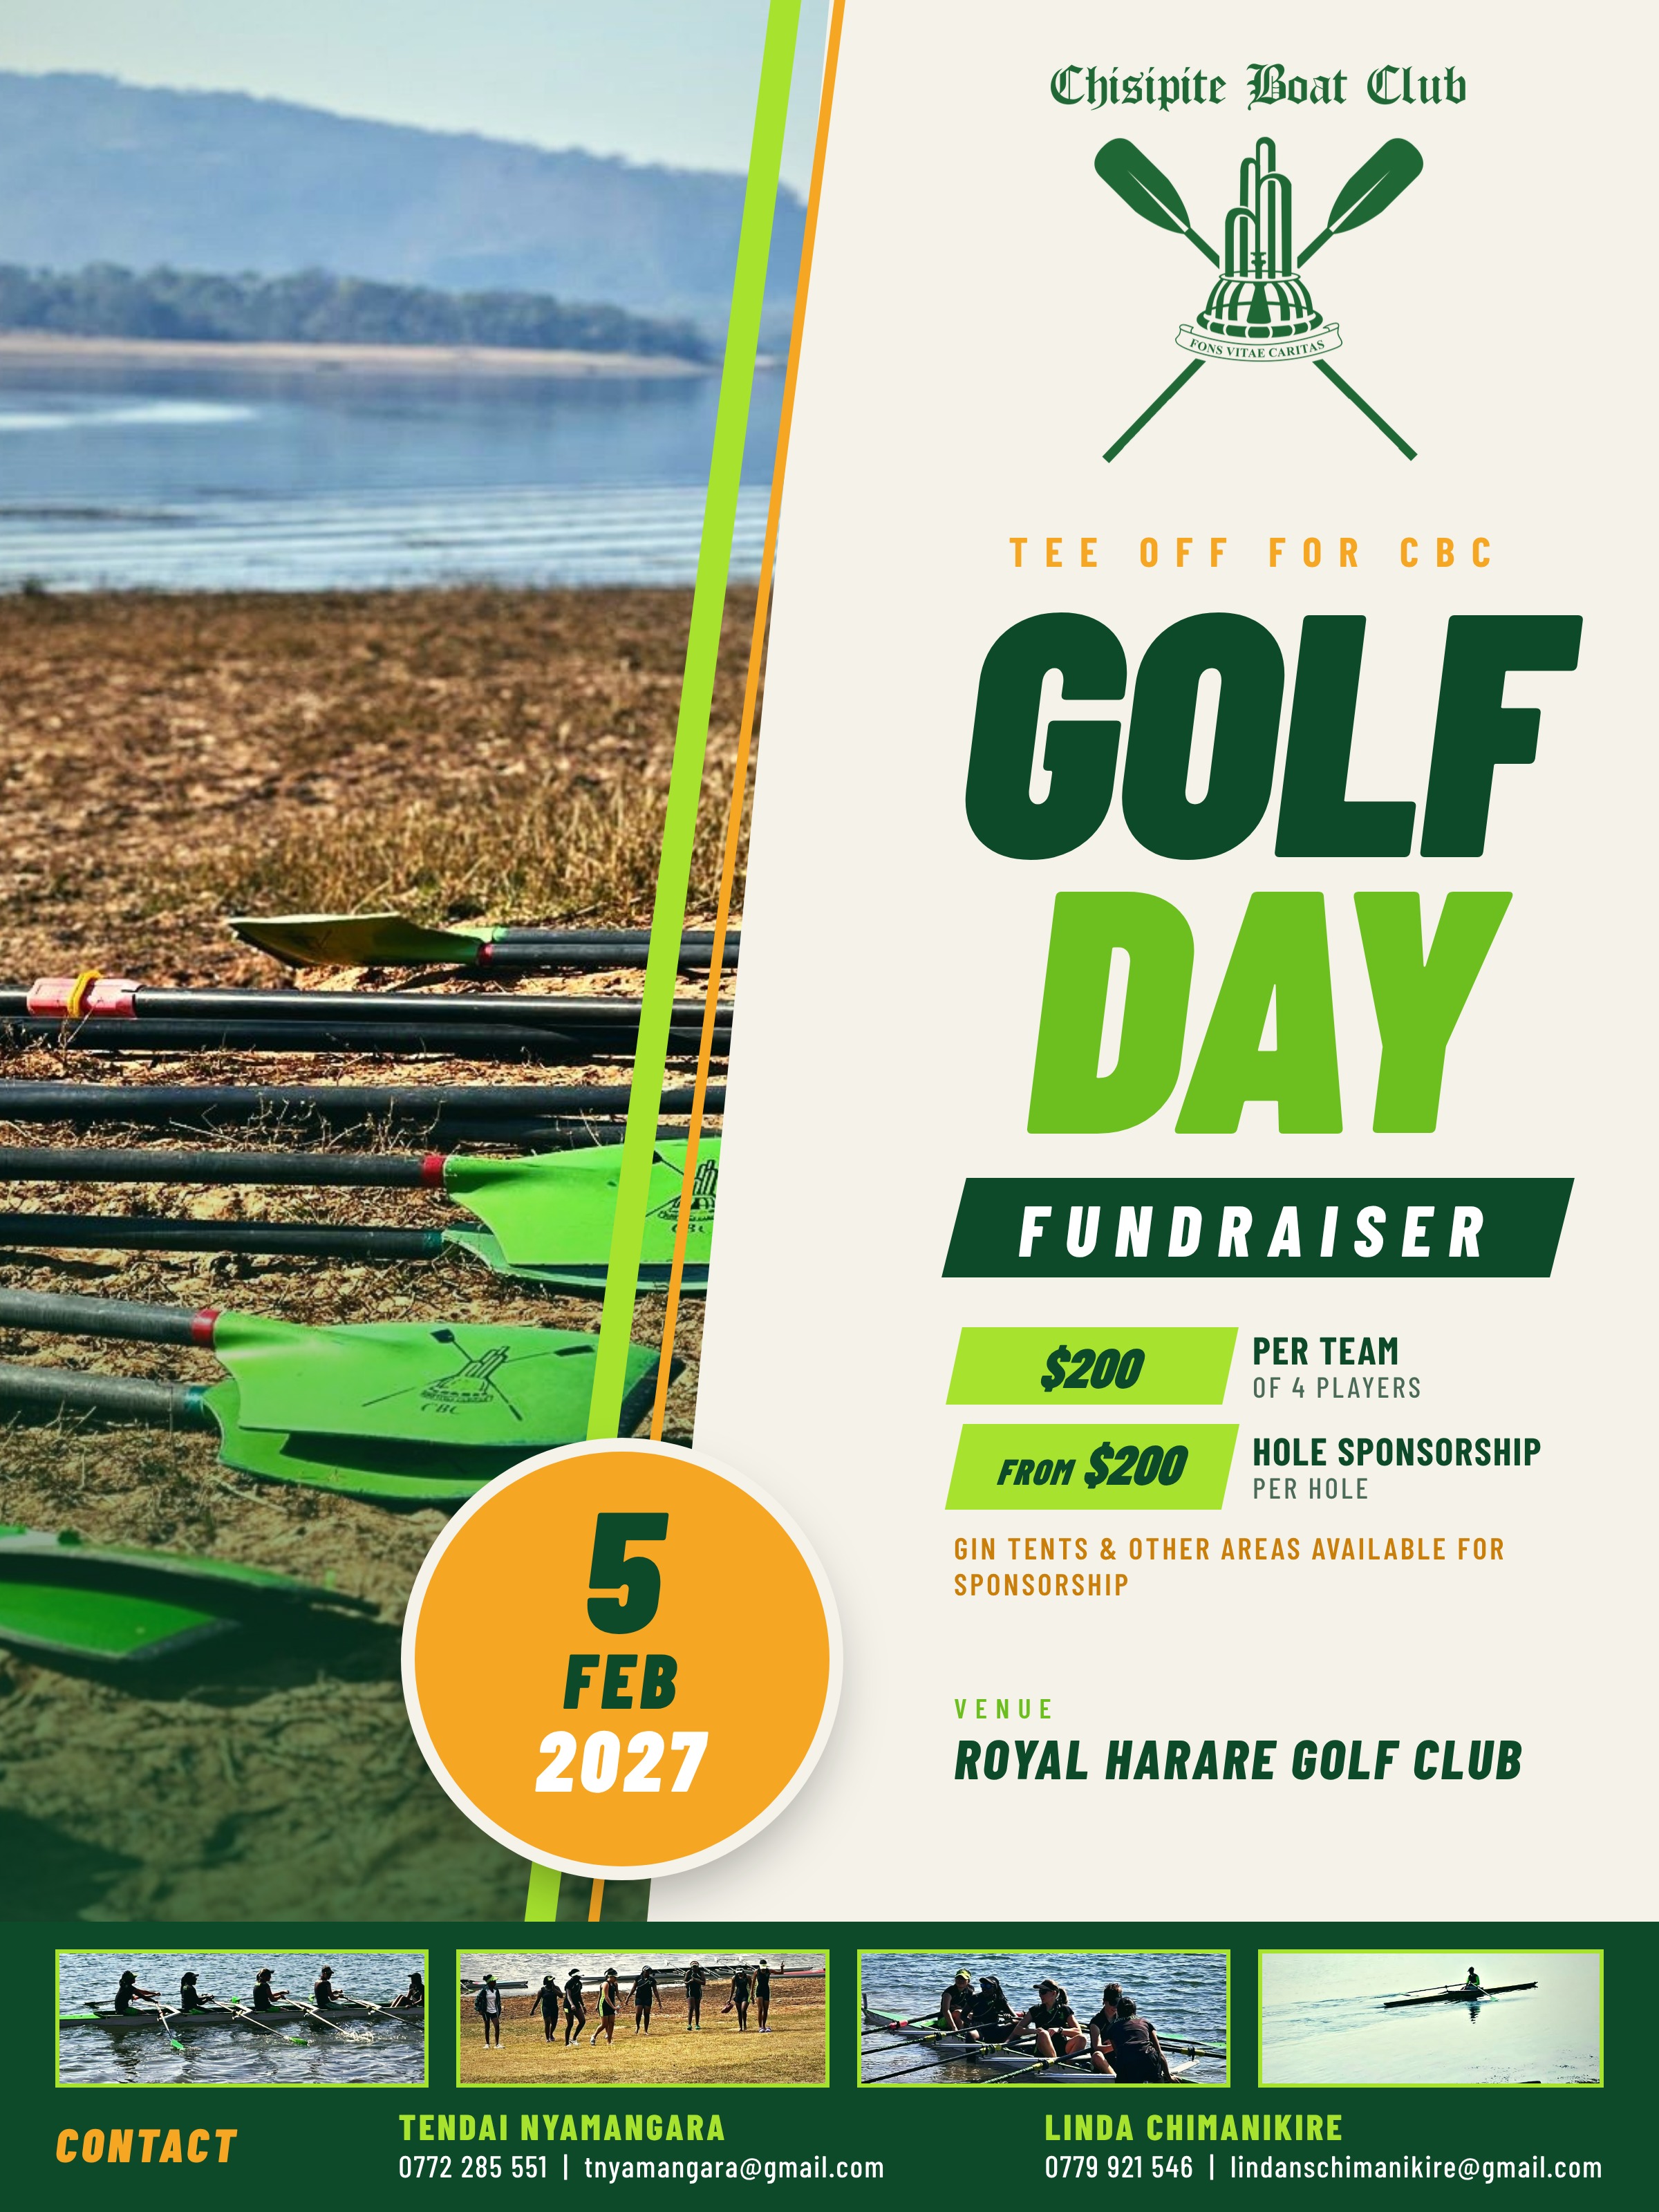 Chisipite Boat Club
FONS VITAE CARITAS
TEE OFF FOR CBC
GOLF
DAY
FUNDRAISER
$200
PER TEAM
OF 4 PLAYERS
FROM $200
HOLE SPONSORSHIP
PER HOLE
GIN TENTS & OTHER AREAS AVAILABLE FOR
SPONSORSHIP
CBC
CBC
5
FEB
2027
VENUE
ROYAL HARARE GOLF CLUB
CONTACT
TENDAI NYAMANGARA
0772 285 551 | tnyamangara@gmail.com
LINDA CHIMANIKIRE
0779 921 546 | lindanschimanikire@gmail.com